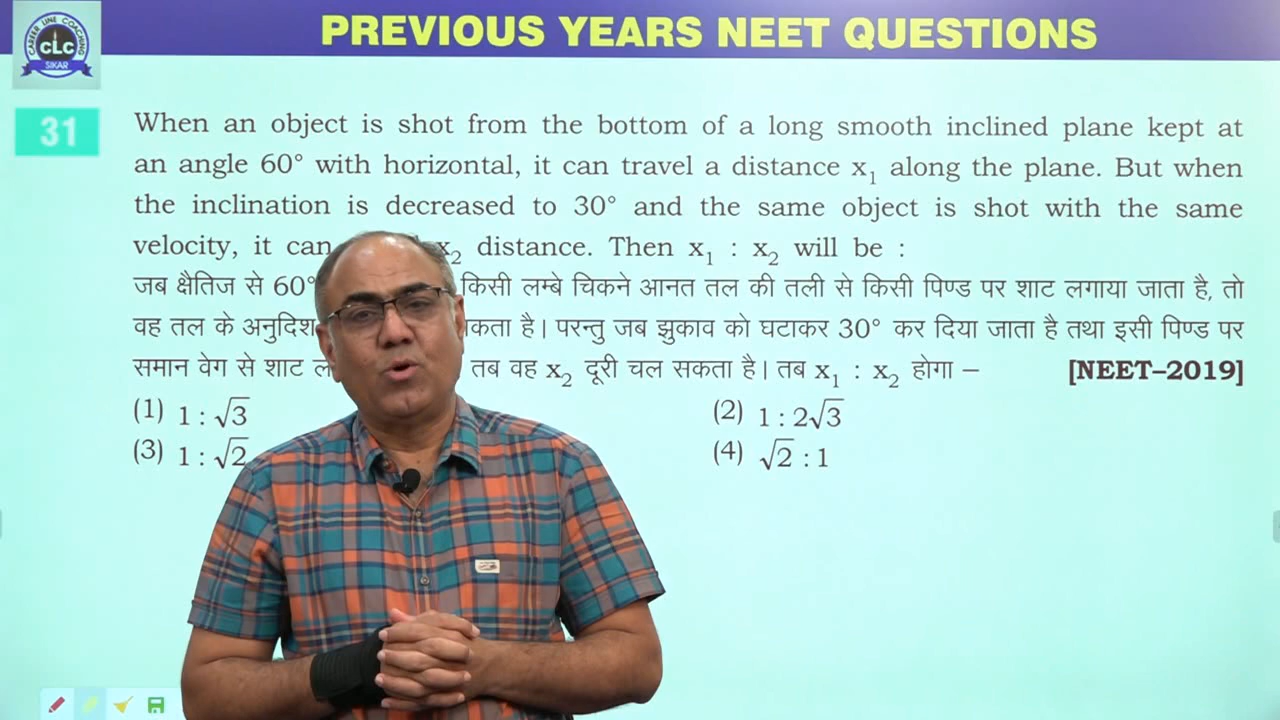 PREVIOUS YEARS NEET QUESTIONS
CAREER LINE COACHING
CLC
SIKAR
31
When an object is shot from the bottom of a long smooth inclined plane kept at
an angle 60° with horizontal, it can travel a distance x₁ along the plane. But when
the inclination is decreased to 30° and the same object is shot with the same
velocity, it can x₂ distance. Then x₁ : x₂ will be :
जब क्षैतिज से 60° किसी लम्बे चिकने आनत तल की तली से किसी पिण्ड पर शाट लगाया जाता है, तो
वह तल के अनुदिश कता है। परन्तु जब झुकाव को घटाकर 30° कर दिया जाता है तथा इसी पिण्ड पर
समान वेग से शाट ल तब वह x₂ दूरी चल सकता है। तब x₁ : x₂ होगा – [NEET–2019]
(1) 1 : √3 (2) 1 : 2√3
(3) 1 : √2 (4) √2 : 1